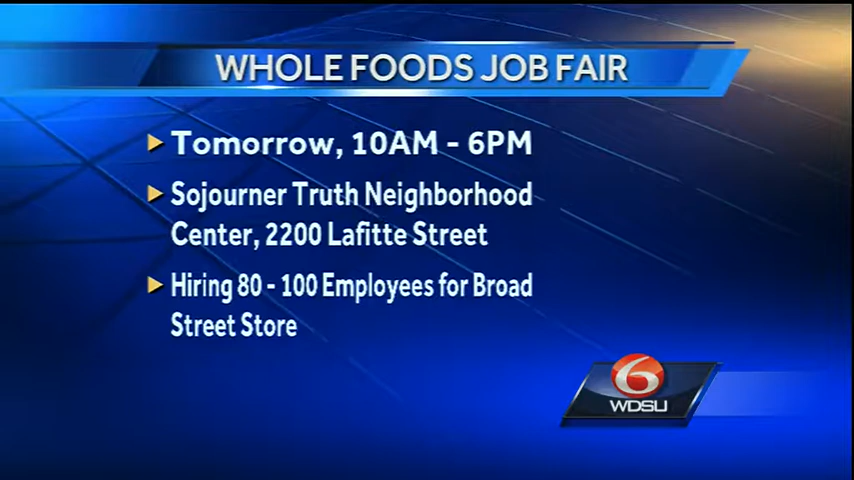 WHOLE FOODS JOB FAIR
Tomorrow, 10AM - 6PM
Sojourner Truth Neighborhood
Center, 2200 Lafitte Street
Hiring 80 - 100 Employees for Broad
Street Store
6
WDSU